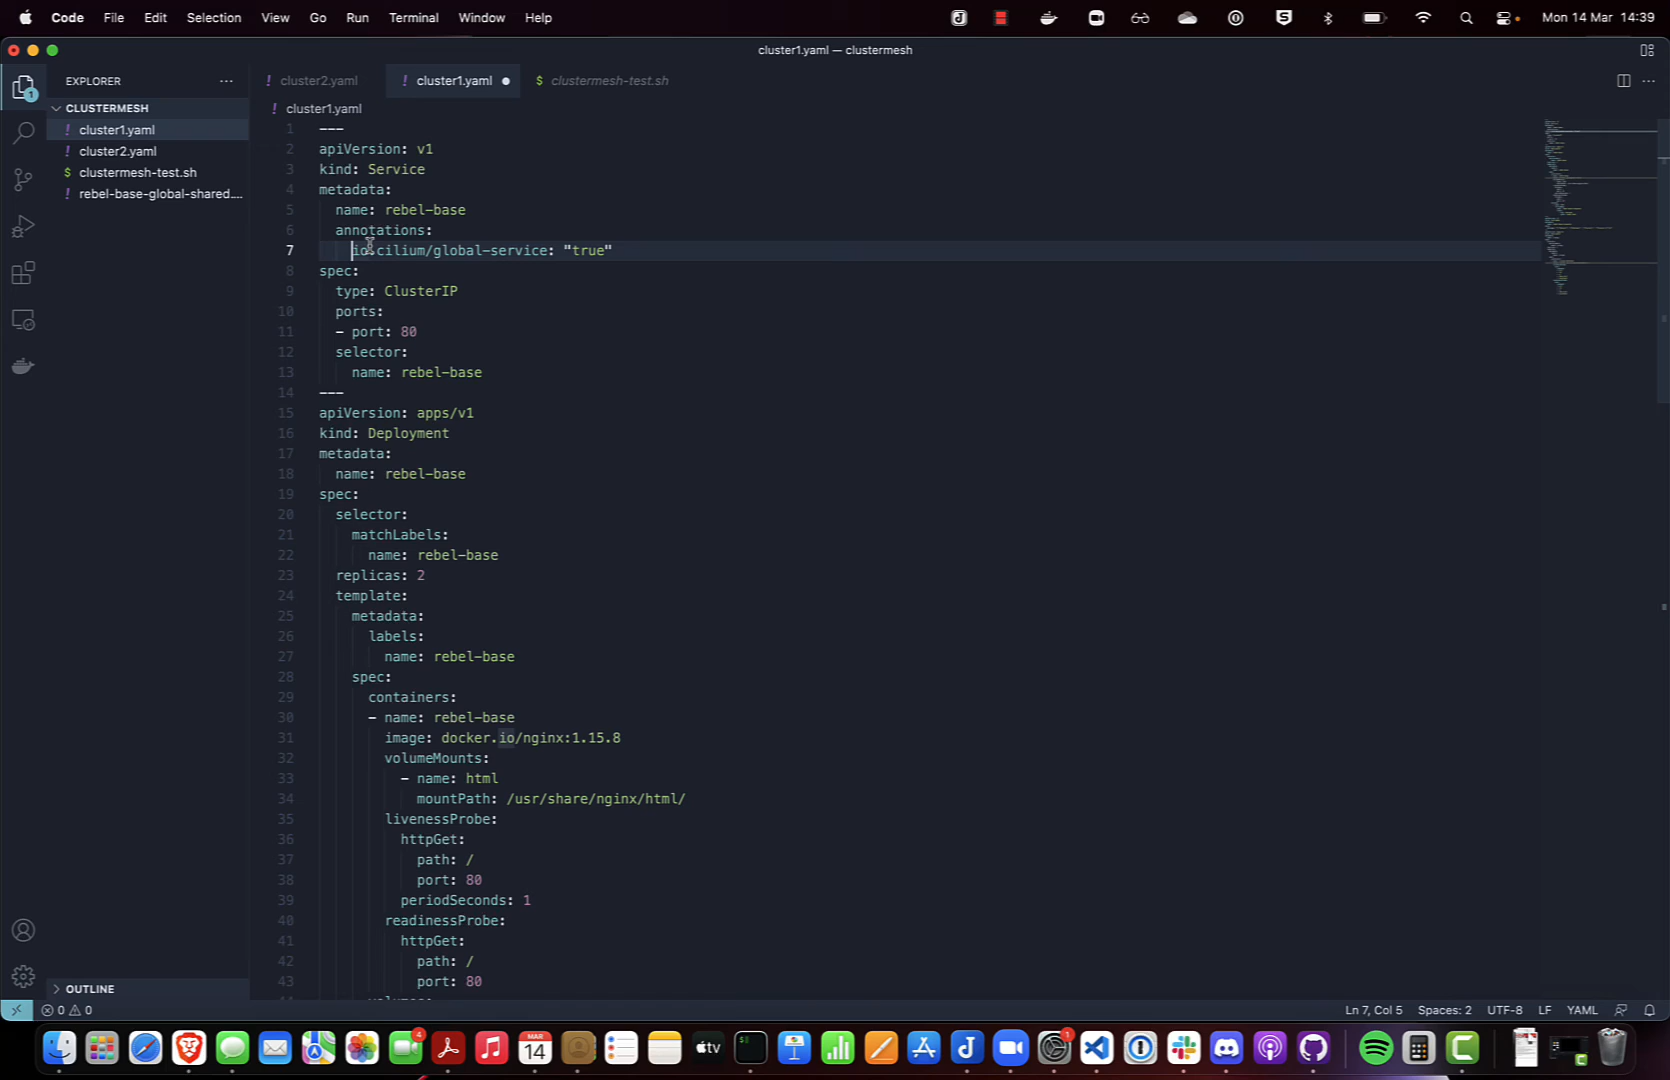 Code File Edit Selection View Go Run Terminal Window Help Mon 14 Mar 14:39
cluster1.yaml — clustermesh
EXPLORER
! cluster2.yaml ! cluster1.yaml $ clustermesh-test.sh
CLUSTERMESH
! cluster1.yaml
! cluster1.yaml
! cluster2.yaml
$ clustermesh-test.sh
! rebel-base-global-shared....
1 ---
2 apiVersion: v1
3 kind: Service
4 metadata:
5 name: rebel-base
6 annotations:
7 io.cilium/global-service: "true"
8 spec:
9 type: ClusterIP
10 ports:
11 - port: 80
12 selector:
13 name: rebel-base
14 ---
15 apiVersion: apps/v1
16 kind: Deployment
17 metadata:
18 name: rebel-base
19 spec:
20 selector:
21 matchLabels:
22 name: rebel-base
23 replicas: 2
24 template:
25 metadata:
26 labels:
27 name: rebel-base
28 spec:
29 containers:
30 - name: rebel-base
31 image: docker.io/nginx:1.15.8
32 volumeMounts:
33 - name: html
34 mountPath: /usr/share/nginx/html/
35 livenessProbe:
36 httpGet:
37 path: /
38 port: 80
39 periodSeconds: 1
40 readinessProbe:
41 httpGet:
42 path: /
43 port: 80
OUTLINE
0 0 Ln 7, Col 5 Spaces: 2 UTF-8 LF YAML